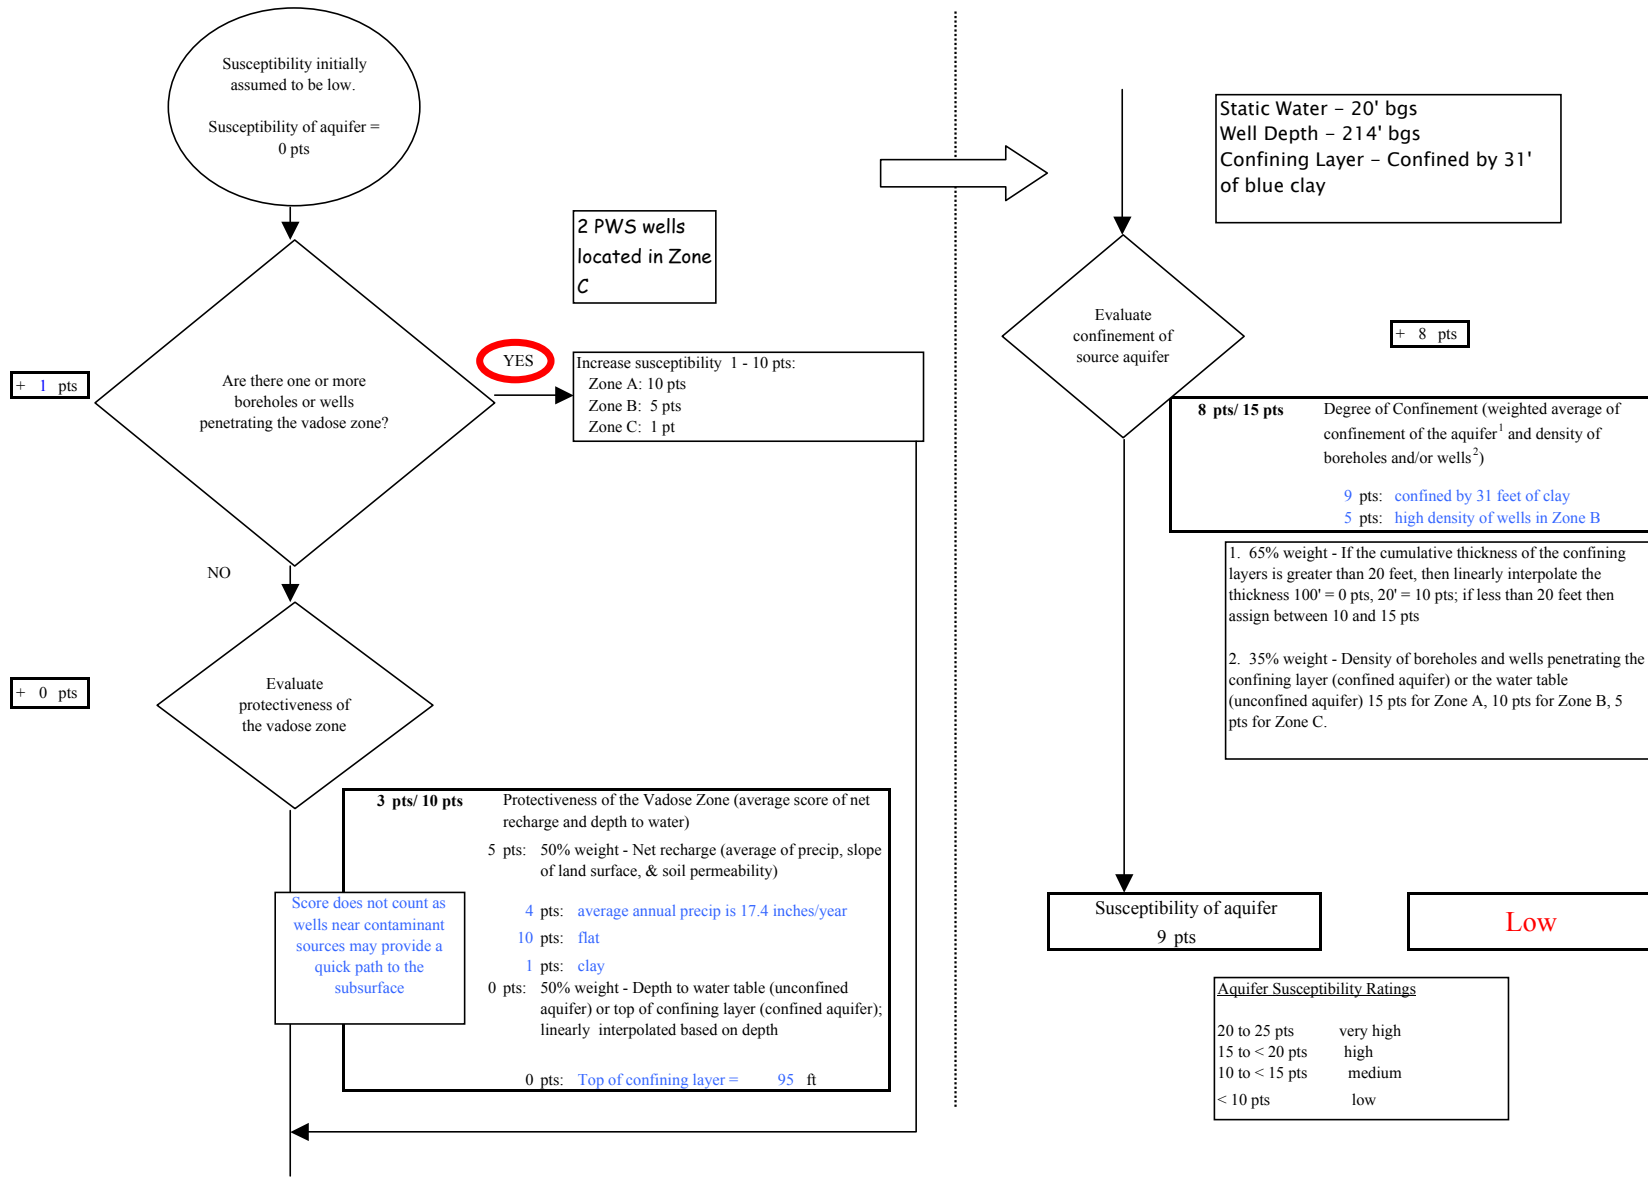 Susceptibility initially
assumed to be low.
Susceptibility of aquifer =
0 pts
2 PWS wells
located in Zone
C
+ 1 pts
Are there one or more
boreholes or wells
penetrating the vadose zone?
YES
Increase susceptibility 1 - 10 pts:
Zone A: 10 pts
Zone B: 5 pts
Zone C: 1 pt
NO
+ 0 pts
Evaluate
protectiveness of
the vadose zone
3 pts/ 10 pts Protectiveness of the Vadose Zone (average score of net
recharge and depth to water)
5 pts: 50% weight - Net recharge (average of precip, slope
of land surface, & soil permeability)
4 pts: average annual precip is 17.4 inches/year
10 pts: flat
1 pts: clay
0 pts: 50% weight - Depth to water table (unconfined
aquifer) or top of confining layer (confined aquifer);
linearly interpolated based on depth
0 pts: Top of confining layer = 95 ft
Score does not count as
wells near contaminant
sources may provide a
quick path to the
subsurface
Static Water – 20' bgs
Well Depth – 214' bgs
Confining Layer – Confined by 31'
of blue clay
Evaluate
confinement of
source aquifer
+ 8 pts
8 pts/ 15 pts Degree of Confinement (weighted average of
confinement of the aquifer1 and density of
boreholes and/or wells2)
9 pts: confined by 31 feet of clay
5 pts: high density of wells in Zone B
1. 65% weight - If the cumulative thickness of the confining
layers is greater than 20 feet, then linearly interpolate the
thickness 100' = 0 pts, 20' = 10 pts; if less than 20 feet then
assign between 10 and 15 pts
2. 35% weight - Density of boreholes and wells penetrating the
confining layer (confined aquifer) or the water table
(unconfined aquifer) 15 pts for Zone A, 10 pts for Zone B, 5
pts for Zone C.
Susceptibility of aquifer
9 pts
Low
Aquifer Susceptibility Ratings
20 to 25 pts very high
15 to < 20 pts high
10 to < 15 pts medium
< 10 pts low